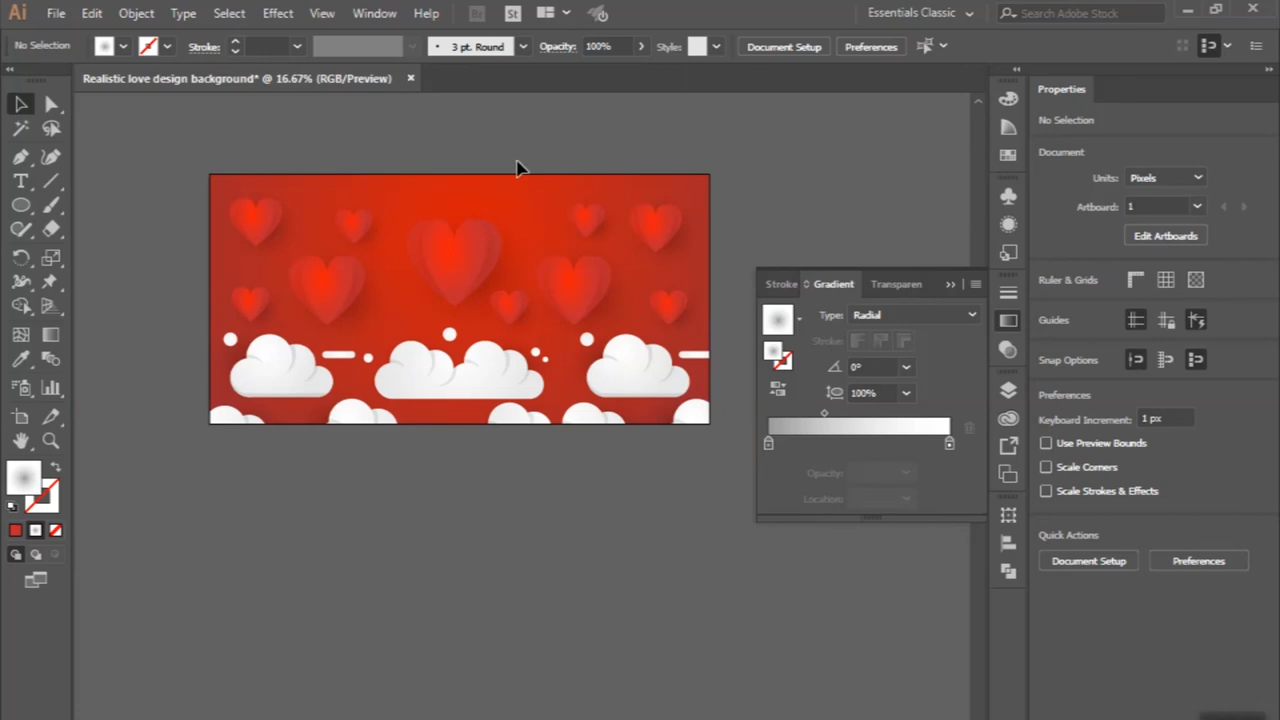 Ai File Edit Object Type Select Effect View Window Help Br St Essentials Classic Search Adobe Stock
No Selection Stroke: 3 pt. Round Opacity: 100% Style: Document Setup Preferences
Realistic love design background* @ 16.67% (RGB/Preview)
Properties
No Selection
Document
Units: Pixels
Artboard: 1
Edit Artboards
Ruler & Grids
Guides
Snap Options
Preferences
Keyboard Increment: 1 px
Use Preview Bounds
Scale Corners
Scale Strokes & Effects
Quick Actions
Document Setup Preferences
Stroke Gradient Transparen
Type: Radial
Stroke:
0°
100%
Opacity:
Location: